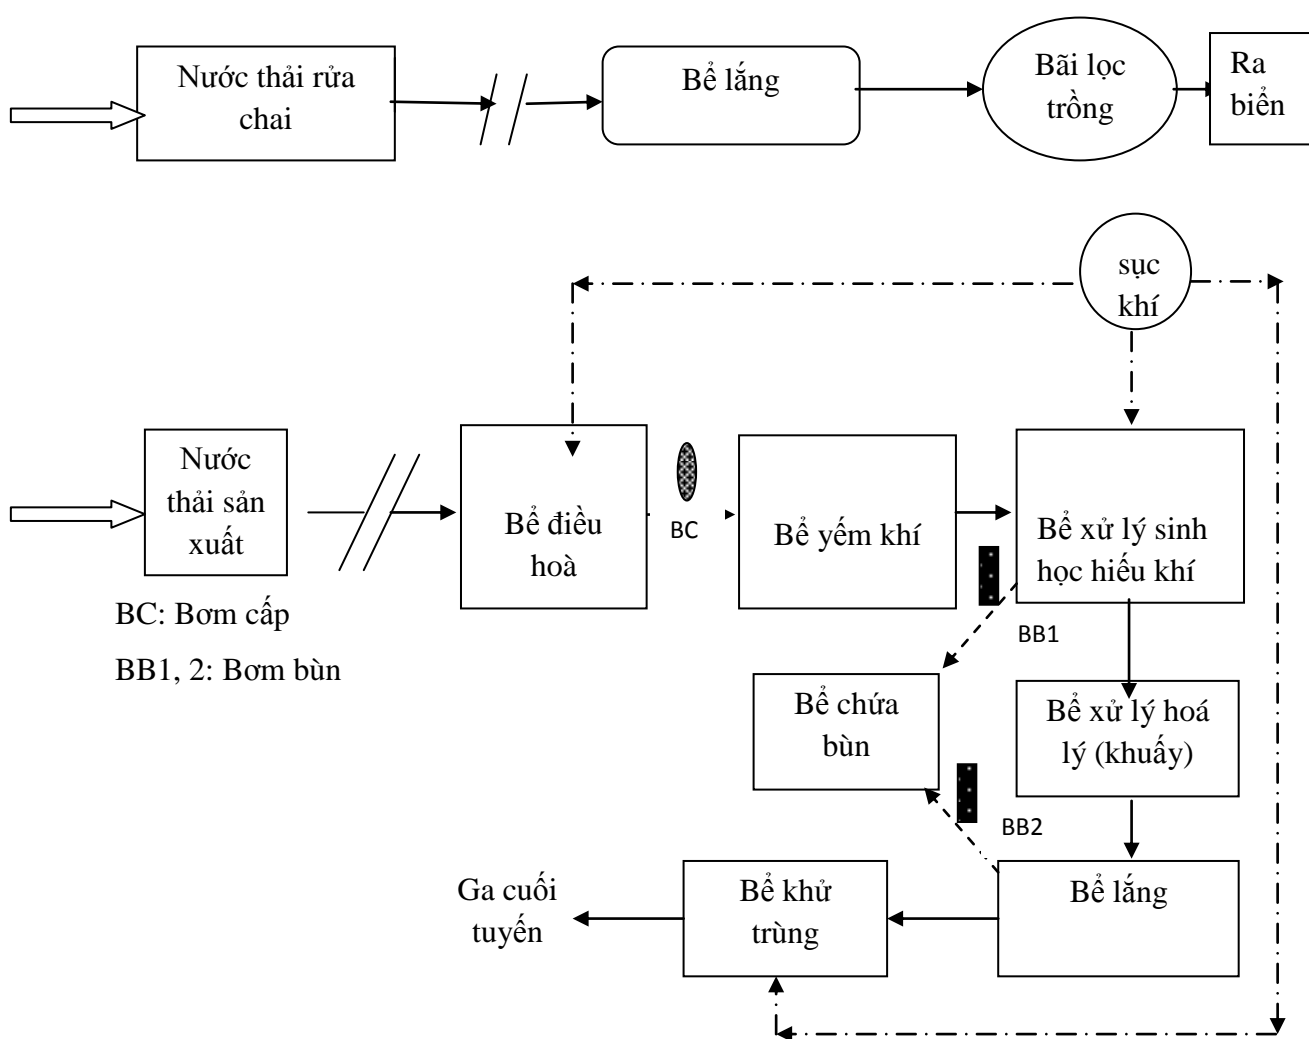 Nước thải rửa
chai
Bể lắng
Bãi lọc
trồng
Ra
biển
sục
khí
Nước
thải sản
xuất
Bể điều
hoà
BC
Bể yếm khí
Bể xử lý sinh
học hiếu khí
BC: Bơm cấp
BB1, 2: Bơm bùn
BB1
Bể chứa
bùn
Bể xử lý hoá
lý (khuấy)
BB2
Ga cuối
tuyến
Bể khử
trùng
Bể lắng